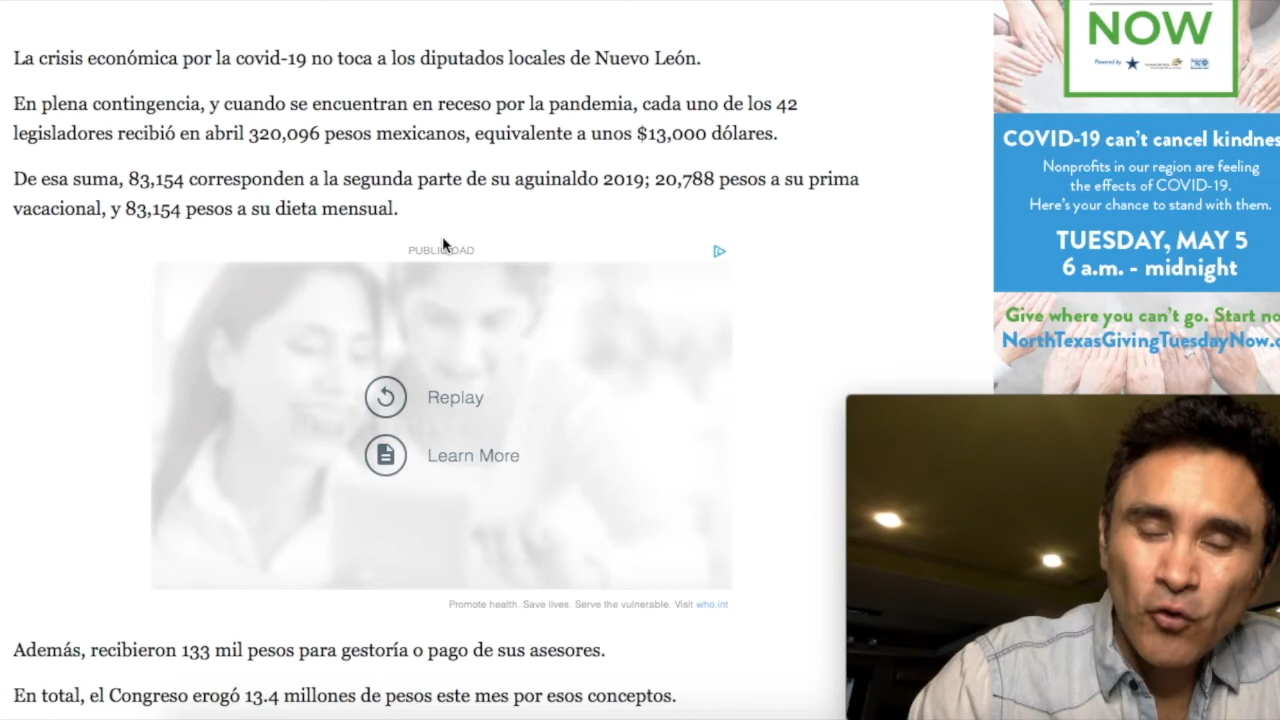 La crisis económica por la covid-19 no toca a los diputados locales de Nuevo León.
En plena contingencia, y cuando se encuentran en receso por la pandemia, cada uno de los 42
legisladores recibió en abril 320,096 pesos mexicanos, equivalente a unos $13,000 dólares.
De esa suma, 83,154 corresponden a la segunda parte de su aguinaldo 2019; 20,788 pesos a su prima
vacacional, y 83,154 pesos a su dieta mensual.
PUBLICIDAD
Replay
Learn More
Promote health. Save lives. Serve the vulnerable. Visit who.int
Además, recibieron 133 mil pesos para gestoría o pago de sus asesores.
En total, el Congreso erogó 13.4 millones de pesos este mes por esos conceptos.
NOW
Powered by
COVID-19 can't cancel kindnes
Nonprofits in our region are feeling
the effects of COVID-19.
Here's your chance to stand with them.
TUESDAY, MAY 5
6 a.m. - midnight
Give where you can't go. Start no
NorthTexasGivingTuesdayNow.c